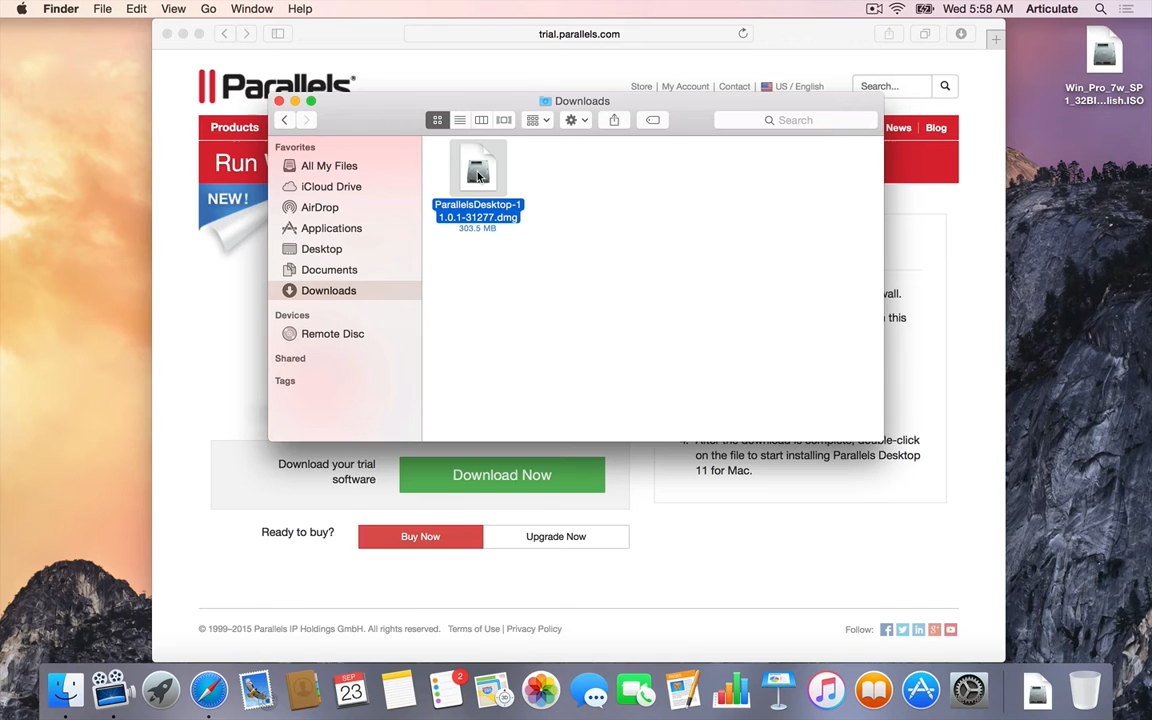 Finder File Edit View Go Window Help
Wed 5:58 AM Articulate
trial.parallels.com
Parallels®
Store | My Account | Contact | US / English
Search...
Products
News | Blog
Run W
NEW!
Downloads
Search
Favorites
All My Files
iCloud Drive
AirDrop
Applications
Desktop
Documents
Downloads
Devices
Remote Disc
Shared
Tags
ParallelsDesktop-1
1.0.1-31277.dmg
303.5 MB
Win_Pro_7w_SP
1_32BI...lish.ISO
wall.
this
4. After the download is complete, double-click
on the file to start installing Parallels Desktop
11 for Mac.
Download your trial
software
Download Now
Ready to buy?
Buy Now
Upgrade Now
© 1999–2015 Parallels IP Holdings GmbH. All rights reserved. Terms of Use | Privacy Policy
Follow:
SEP
23
2